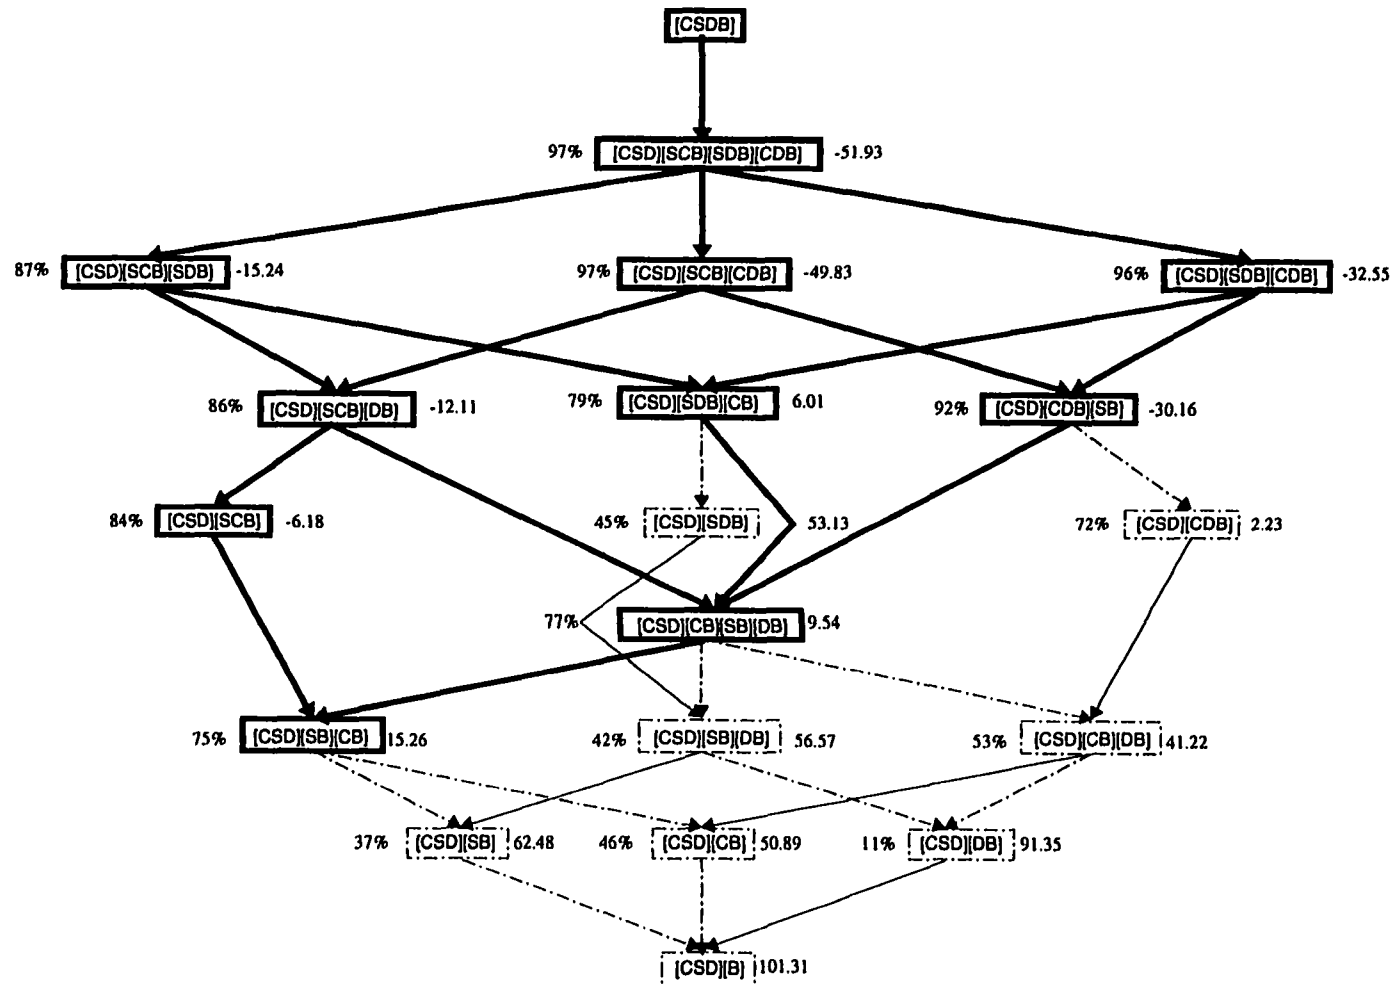 [CSDB]
97% [CSD][SCB][SDB][CDB] -51.93
87% [CSD][SCB][SDB] -15.24
97% [CSD][SCB][CDB] -49.83
96% [CSD][SDB][CDB] -32.55
86% [CSD][SCB][DB] -12.11
79% [CSD][SDB][CB] 6.01
92% [CSD][CDB][SB] -30.16
84% [CSD][SCB] -6.18
45% [CSD][SDB] 53.13
72% [CSD][CDB] 2.23
77% [CSD][CB][SB][DB] 9.54
75% [CSD][SB][CB] 15.26
42% [CSD][SB][DB] 56.57
53% [CSD][CB][DB] 41.22
37% [CSD][SB] 62.48
46% [CSD][CB] 50.89
11% [CSD][DB] 91.35
[CSD][B] 101.31